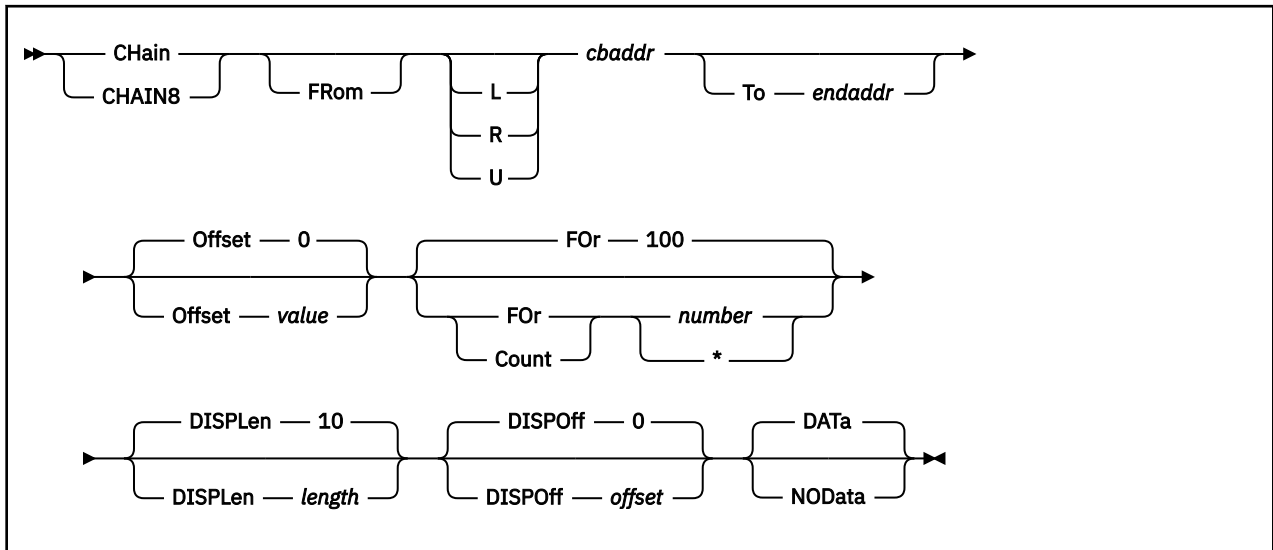 CHain cbaddr
CHAIN8 FRom L To endaddr
R
U
Offset 0 FOr 100
Offset value FOr number
Count *
DISPLen 10 DISPOff 0 DATa
DISPLen length DISPOff offset NOData